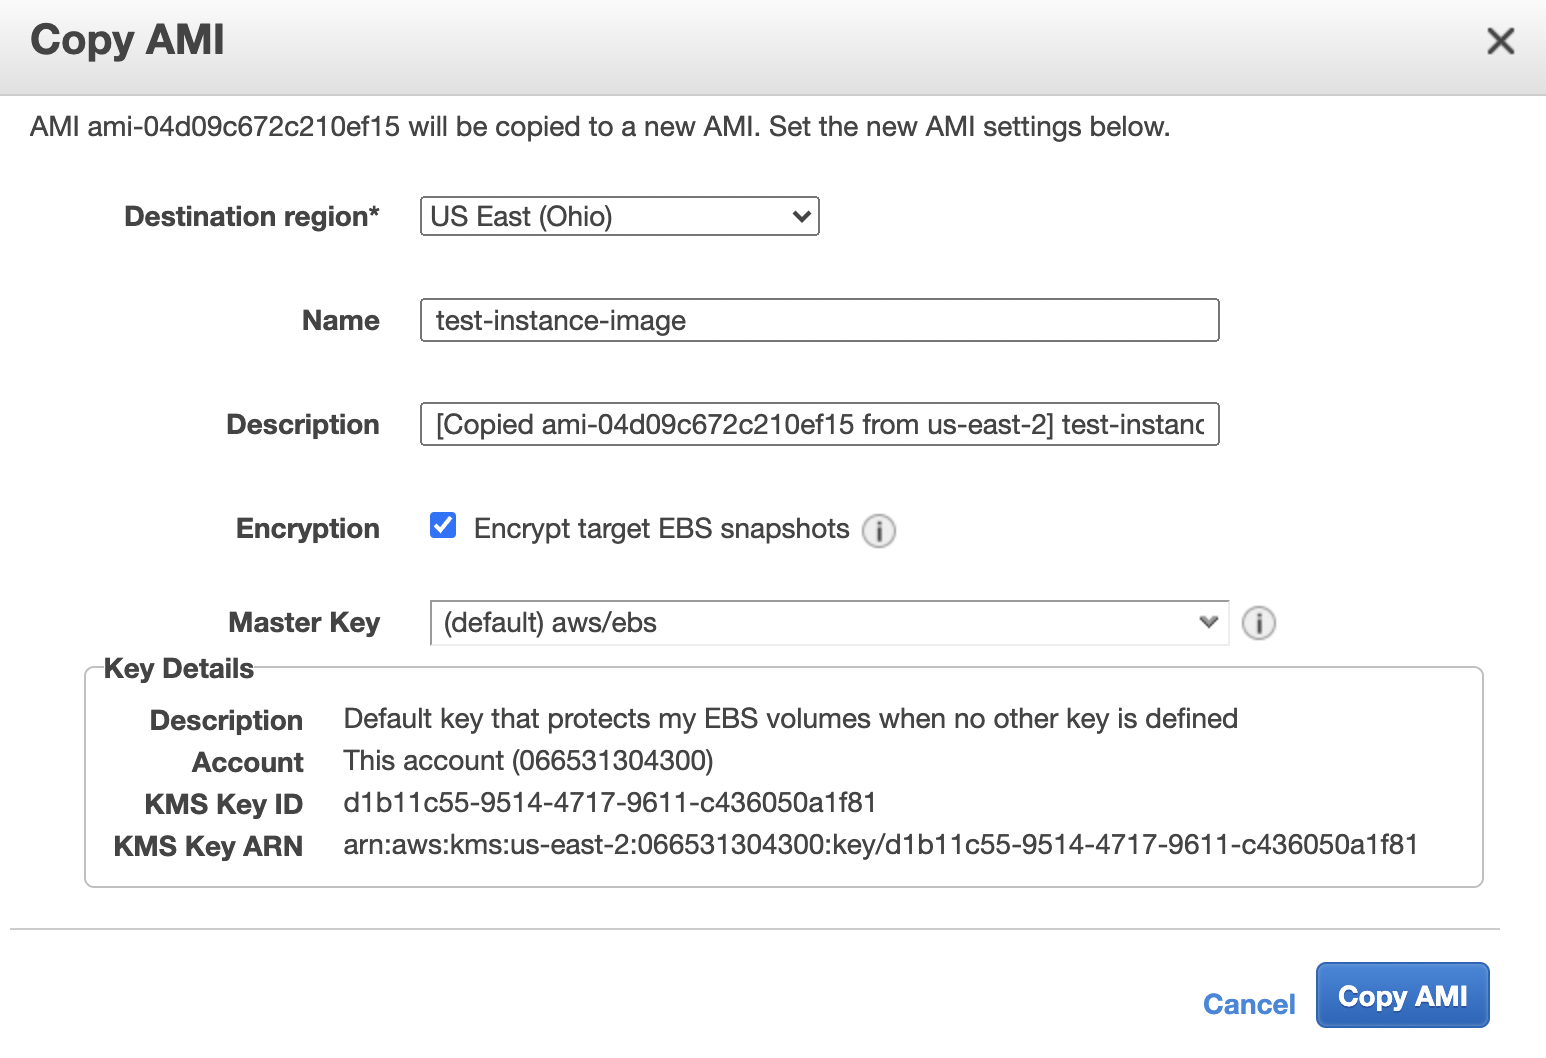 Copy AMI
AMI ami-04d09c672c210ef15 will be copied to a new AMI. Set the new AMI settings below.
Destination region* US East (Ohio)
Name test-instance-image
Description [Copied ami-04d09c672c210ef15 from us-east-2] test-instanc
Encryption Encrypt target EBS snapshots i
Master Key (default) aws/ebs i
Key Details
Description Default key that protects my EBS volumes when no other key is defined
Account This account (066531304300)
KMS Key ID d1b11c55-9514-4717-9611-c436050a1f81
KMS Key ARN arn:aws:kms:us-east-2:066531304300:key/d1b11c55-9514-4717-9611-c436050a1f81
Cancel Copy AMI